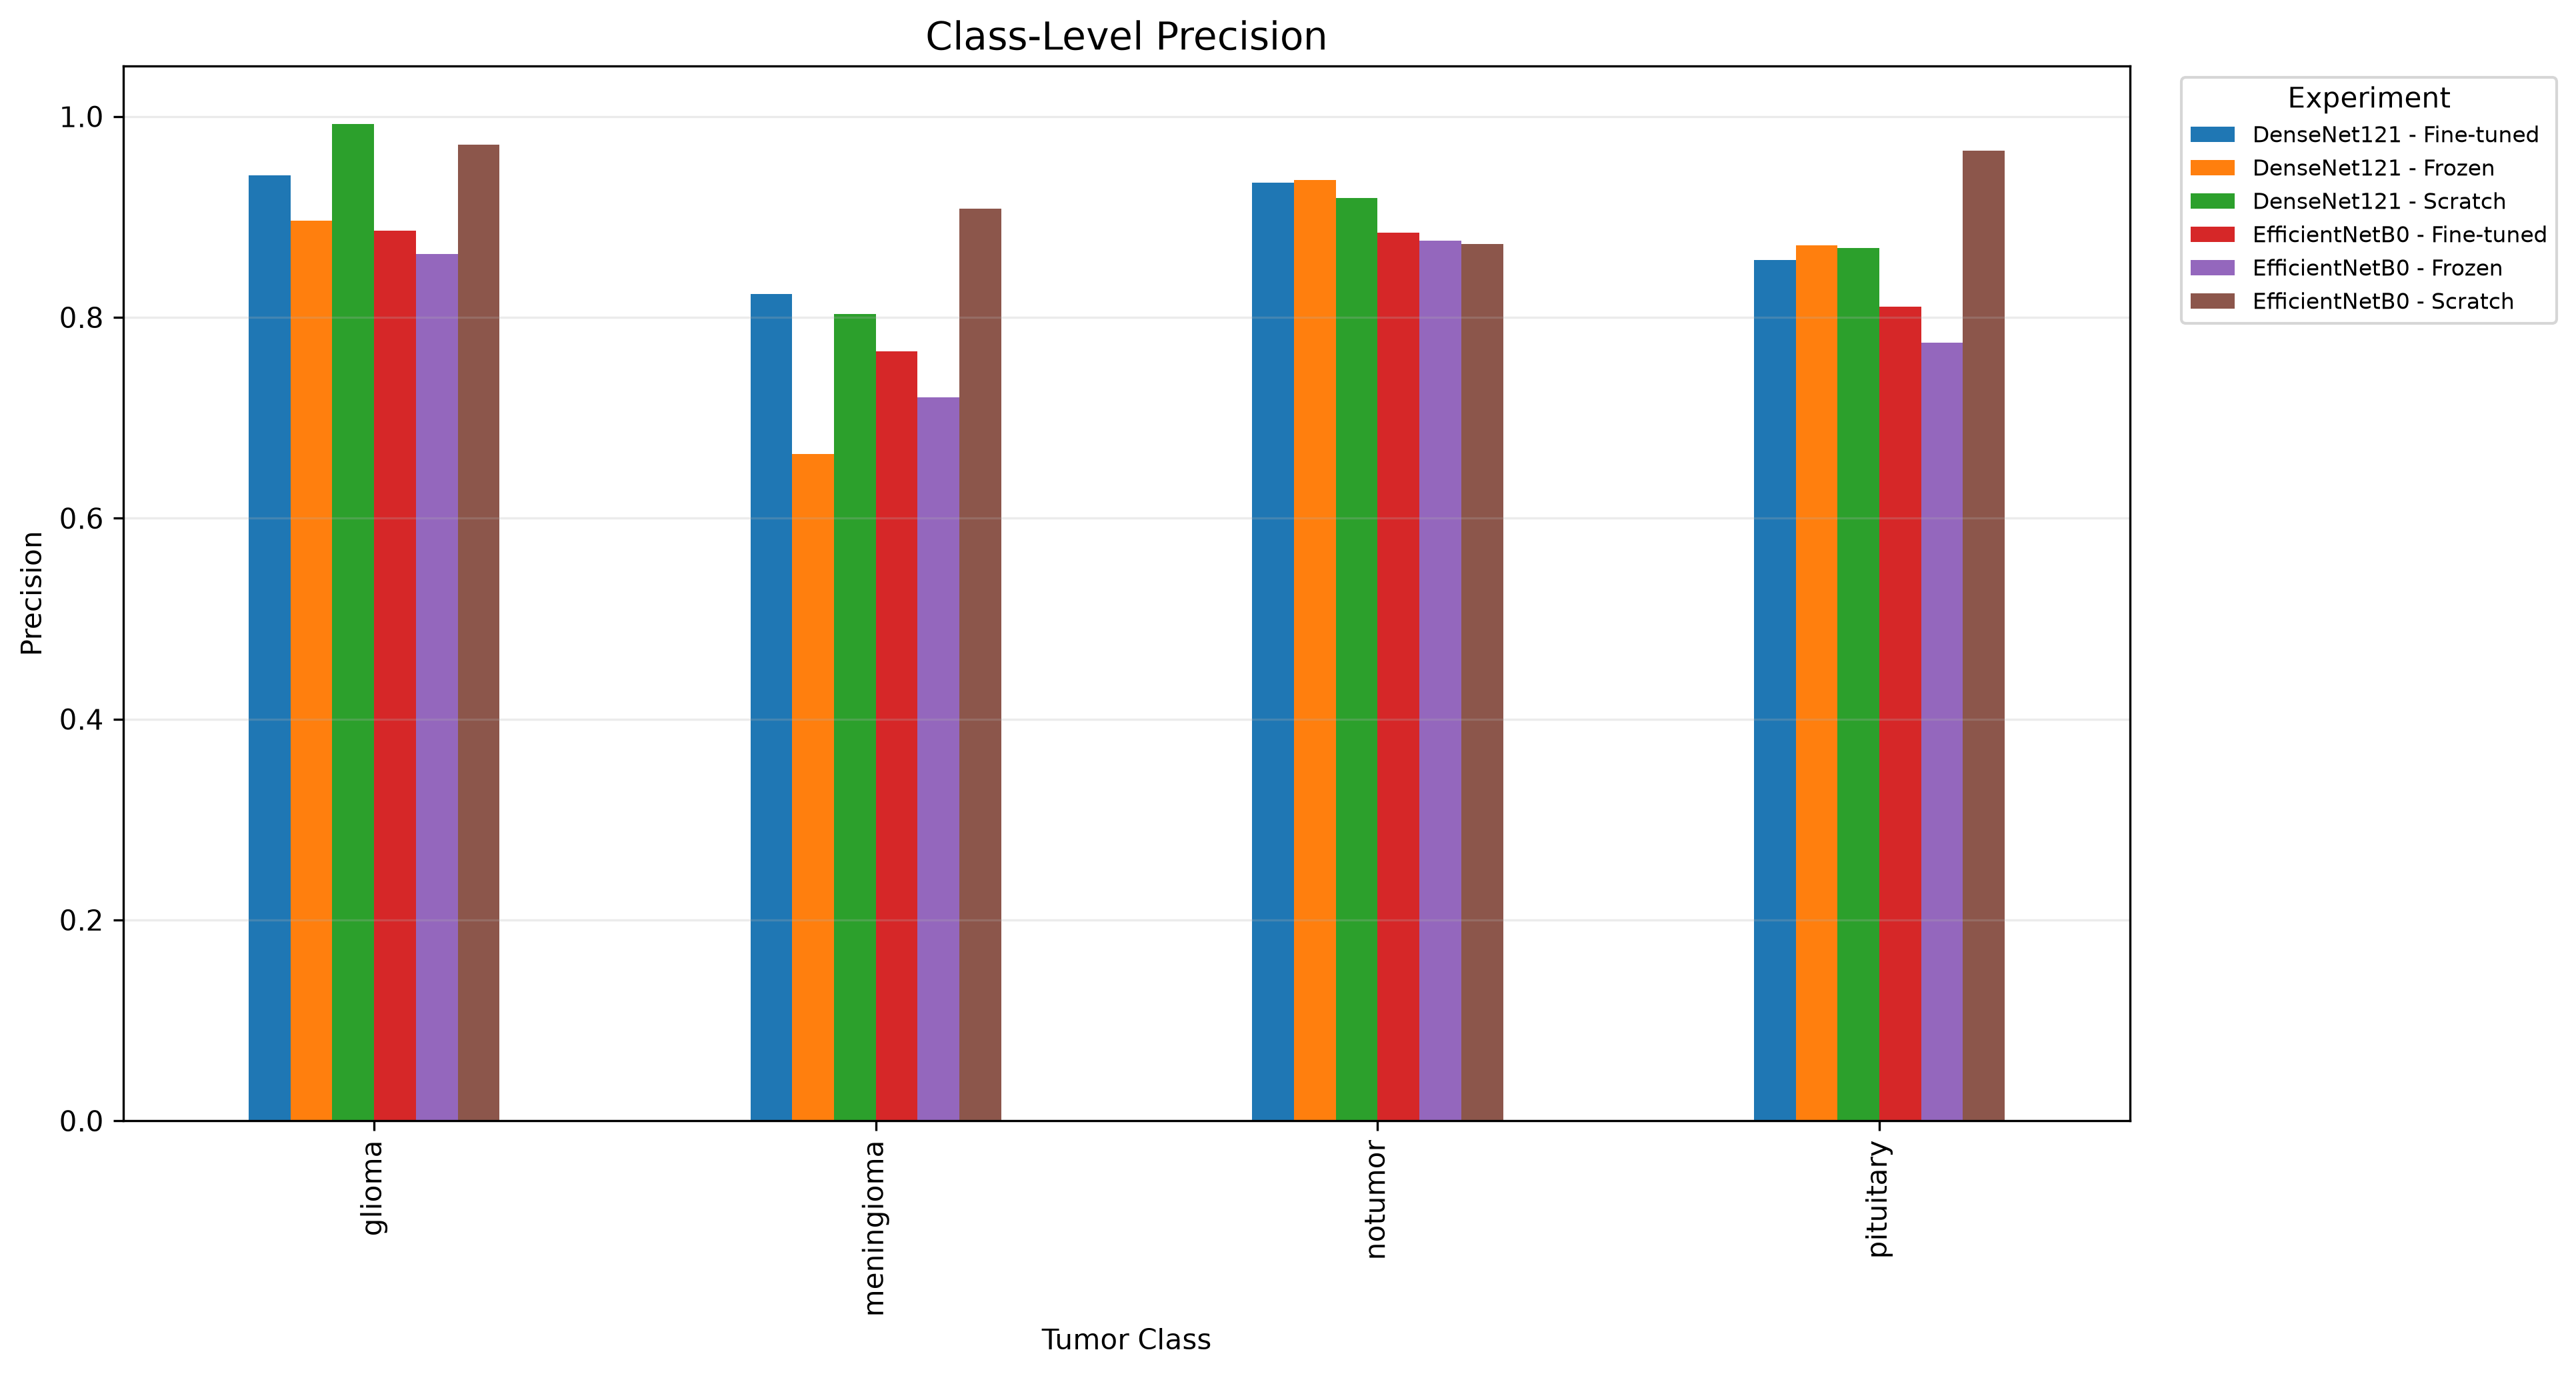 Class-Level Precision
Experiment
DenseNet121 - Fine-tuned
DenseNet121 - Frozen
DenseNet121 - Scratch
EfficientNetB0 - Fine-tuned
EfficientNetB0 - Frozen
EfficientNetB0 - Scratch
Precision
1.0
0.8
0.6
0.4
0.2
0.0
glioma
meningioma
notumor
pituitary
Tumor Class